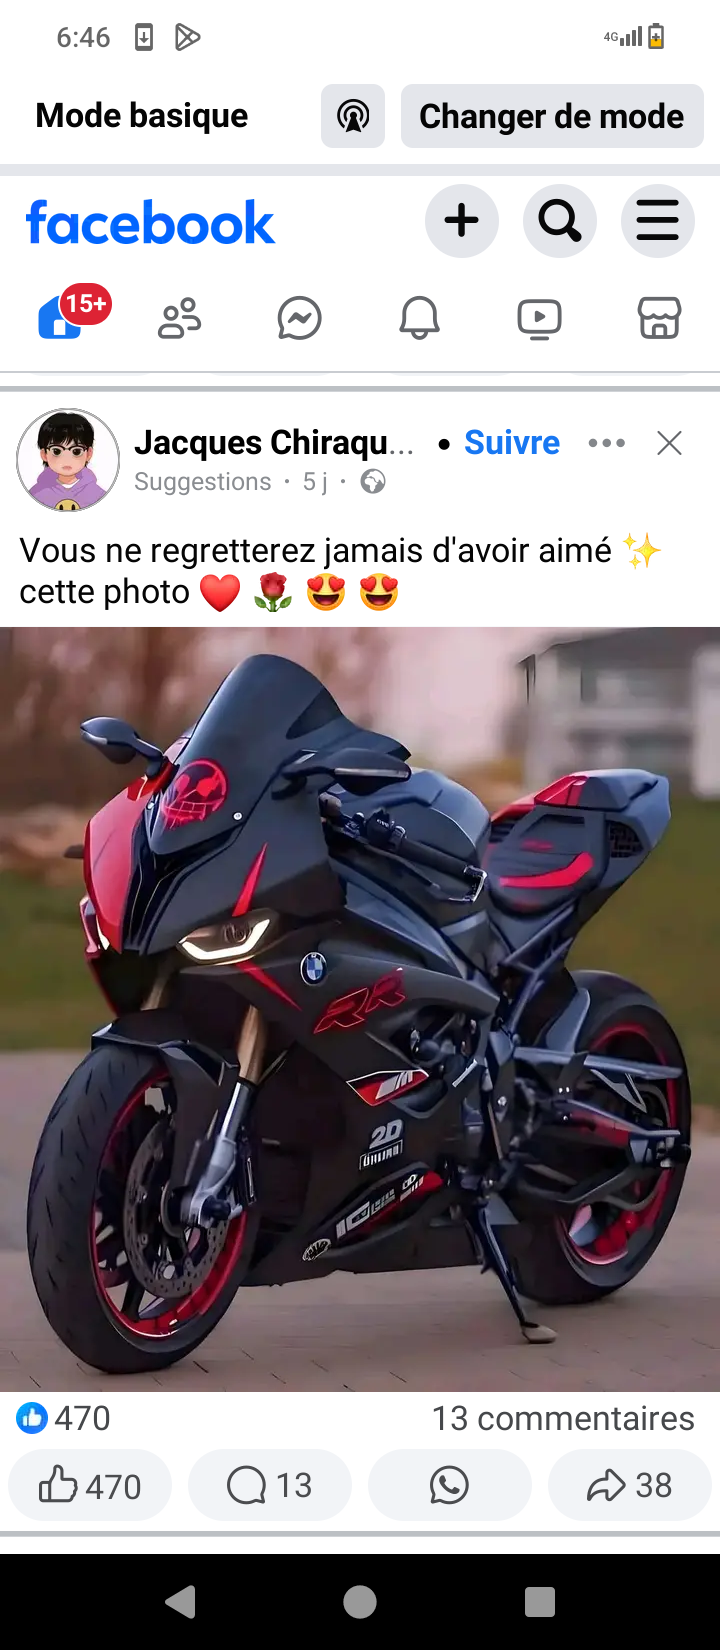 6:46
4G
Mode basique
Changer de mode
facebook
15+
Jacques Chiraqu... • Suivre
Suggestions · 5 j ·
Vous ne regretterez jamais d'avoir aimé ✨
cette photo ❤️ 🌹 😍 😍
RR
2D
470
13 commentaires
470
13
38